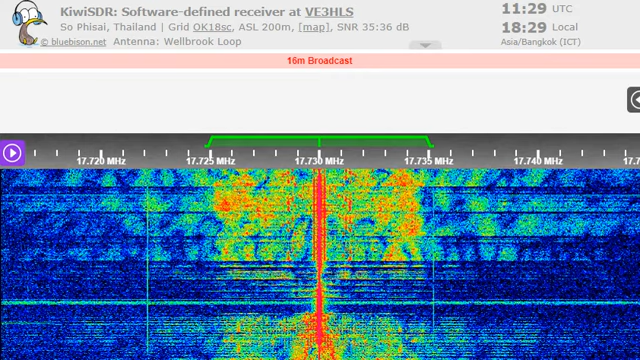 KiwiSDR: Software-defined receiver at VE3HLS
So Phisai, Thailand | Grid OK18sc, ASL 200m, [map], SNR 35:36 dB
© bluebison.net Antenna: Wellbrook Loop
11:29 UTC
18:29 Local
Asia/Bangkok (ICT)
16m Broadcast
17.720 MHz 17.725 MHz 17.730 MHz 17.735 MHz 17.740 MHz